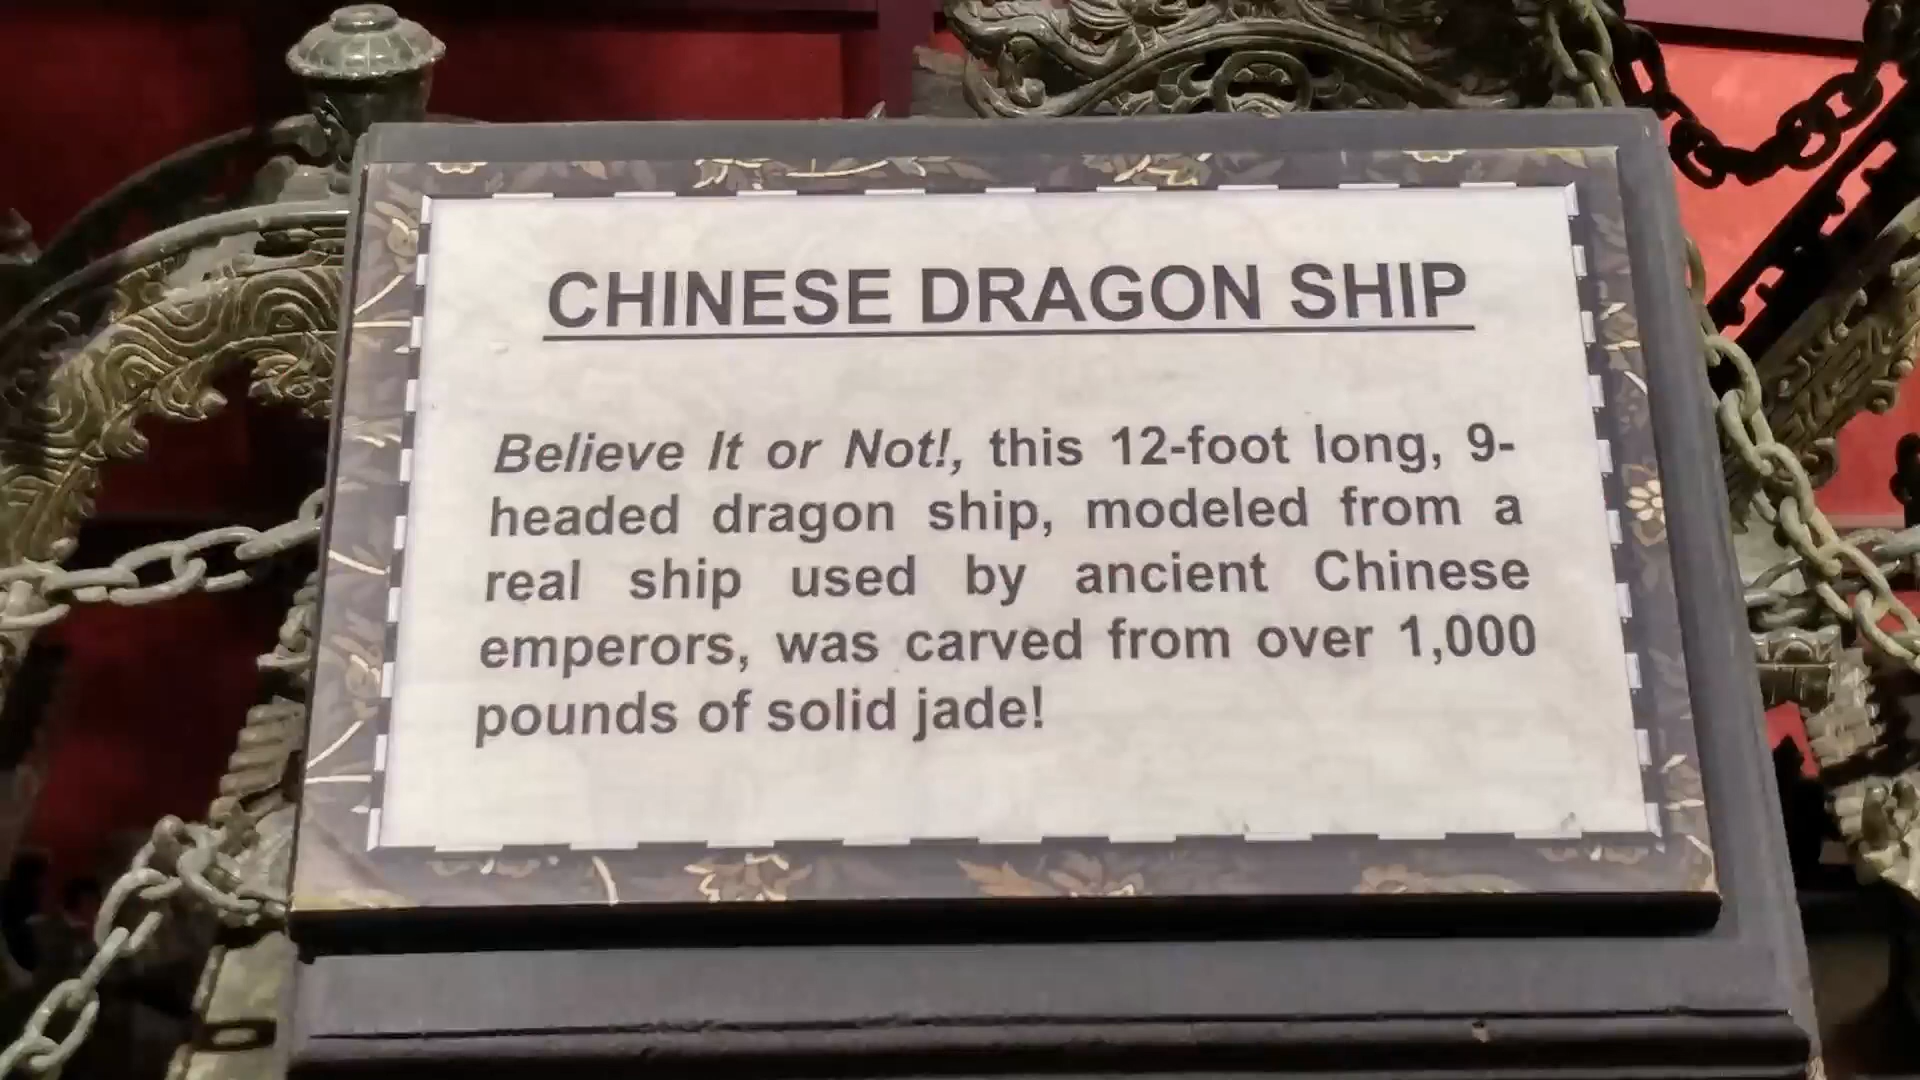 CHINESE DRAGON SHIP
Believe It or Not!, this 12-foot long, 9-
headed dragon ship, modeled from a
real ship used by ancient Chinese
emperors, was carved from over 1,000
pounds of solid jade!